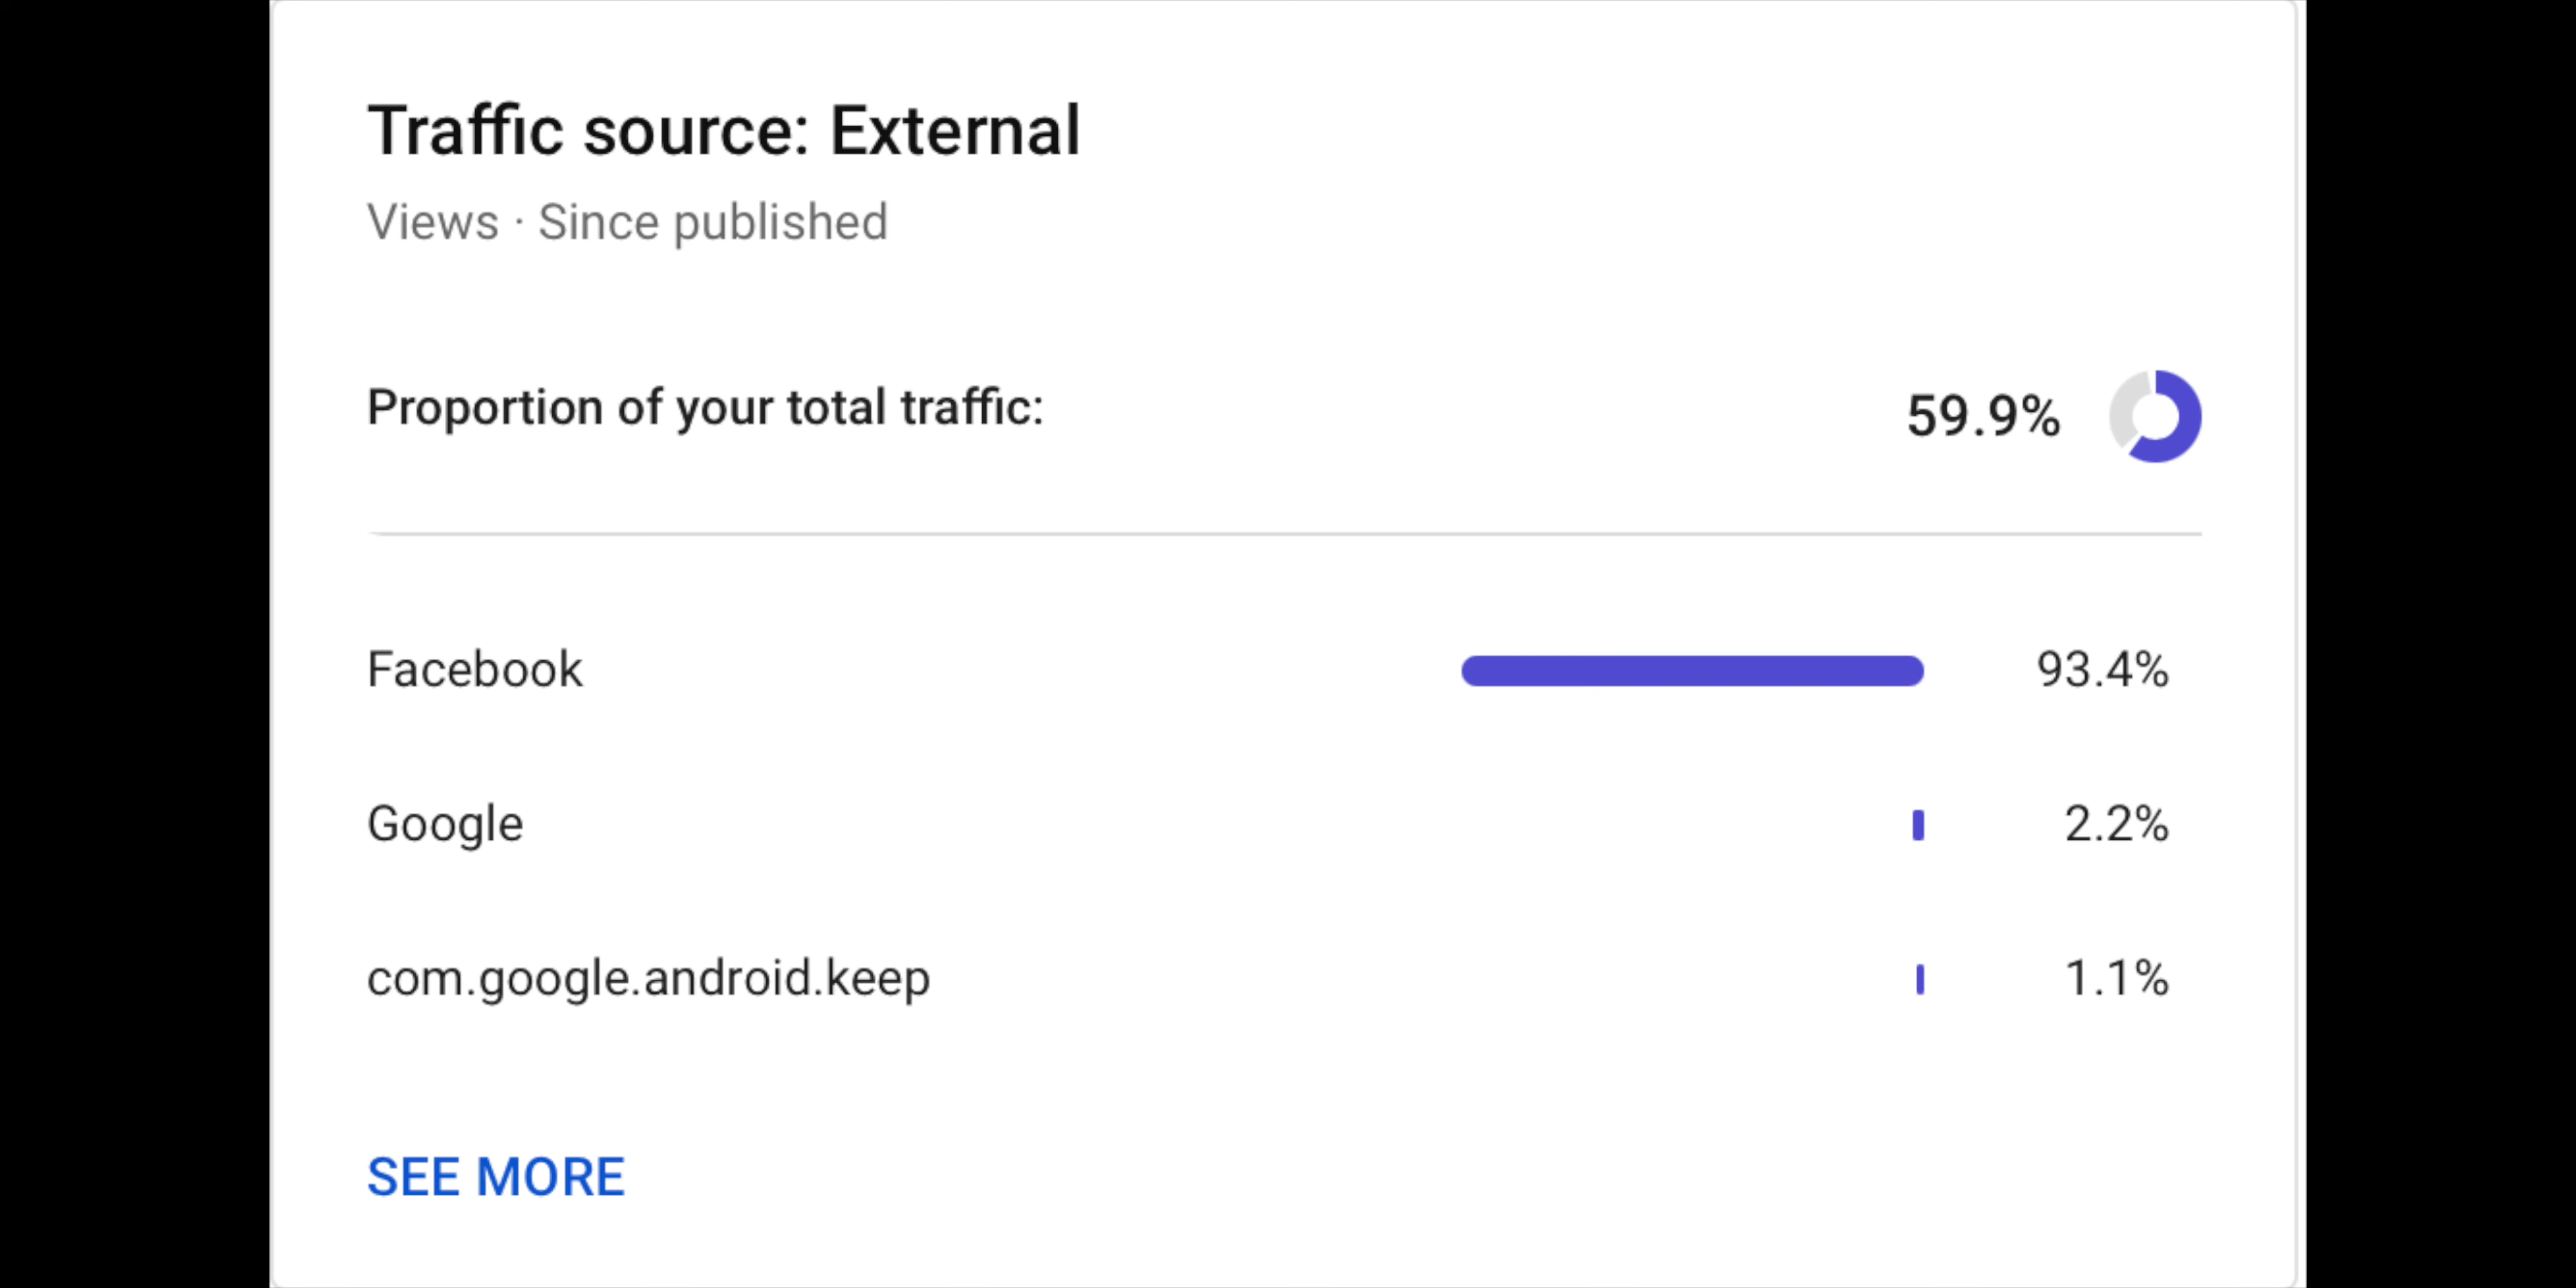 Traffic source: External
Views · Since published
Proportion of your total traffic: 59.9%
Facebook 93.4%
Google 2.2%
com.google.android.keep 1.1%
SEE MORE